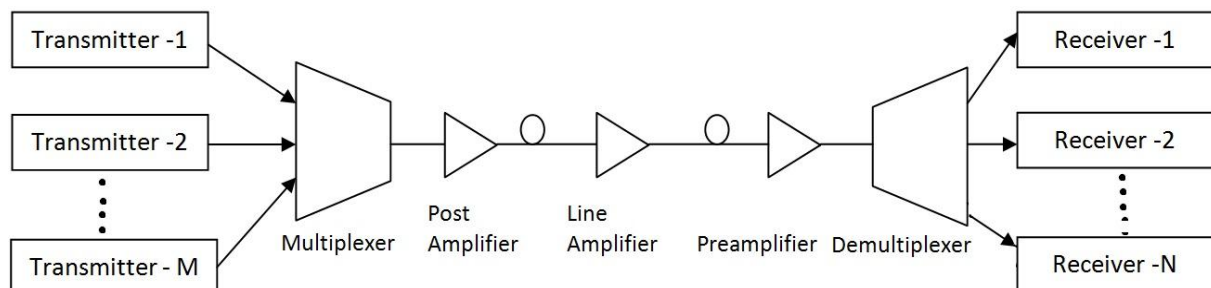 Transmitter -1
Transmitter -2
Transmitter - M
Multiplexer
Post
Amplifier
Line
Amplifier
Preamplifier
Demultiplexer
Receiver -1
Receiver -2
Receiver -N